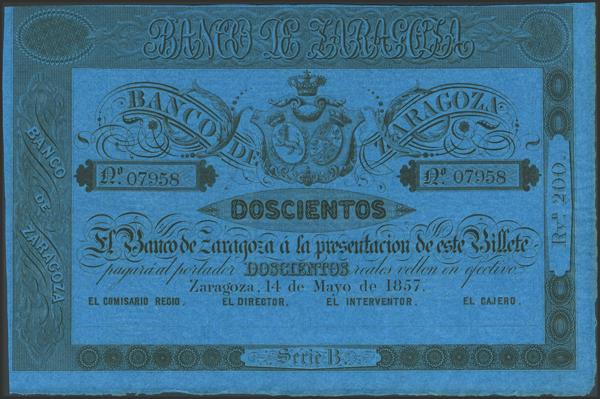 BANCO DE ZARAGOZA
BANCO DE ZARAGOZA
BANCO DE ZARAGOZA
Nº. 07958
Nº. 07958
DOSCIENTOS
El Banco de Zaragoza á la presentacion de este Billete
pagará al portador DOSCIENTOS reales vellon en efectivo.
Zaragoza, 14 de Mayo de 1857.
EL COMISARIO REGIO. EL DIRECTOR. EL INTERVENTOR. EL CAJERO.
Rs.vn 200.
Serie B.